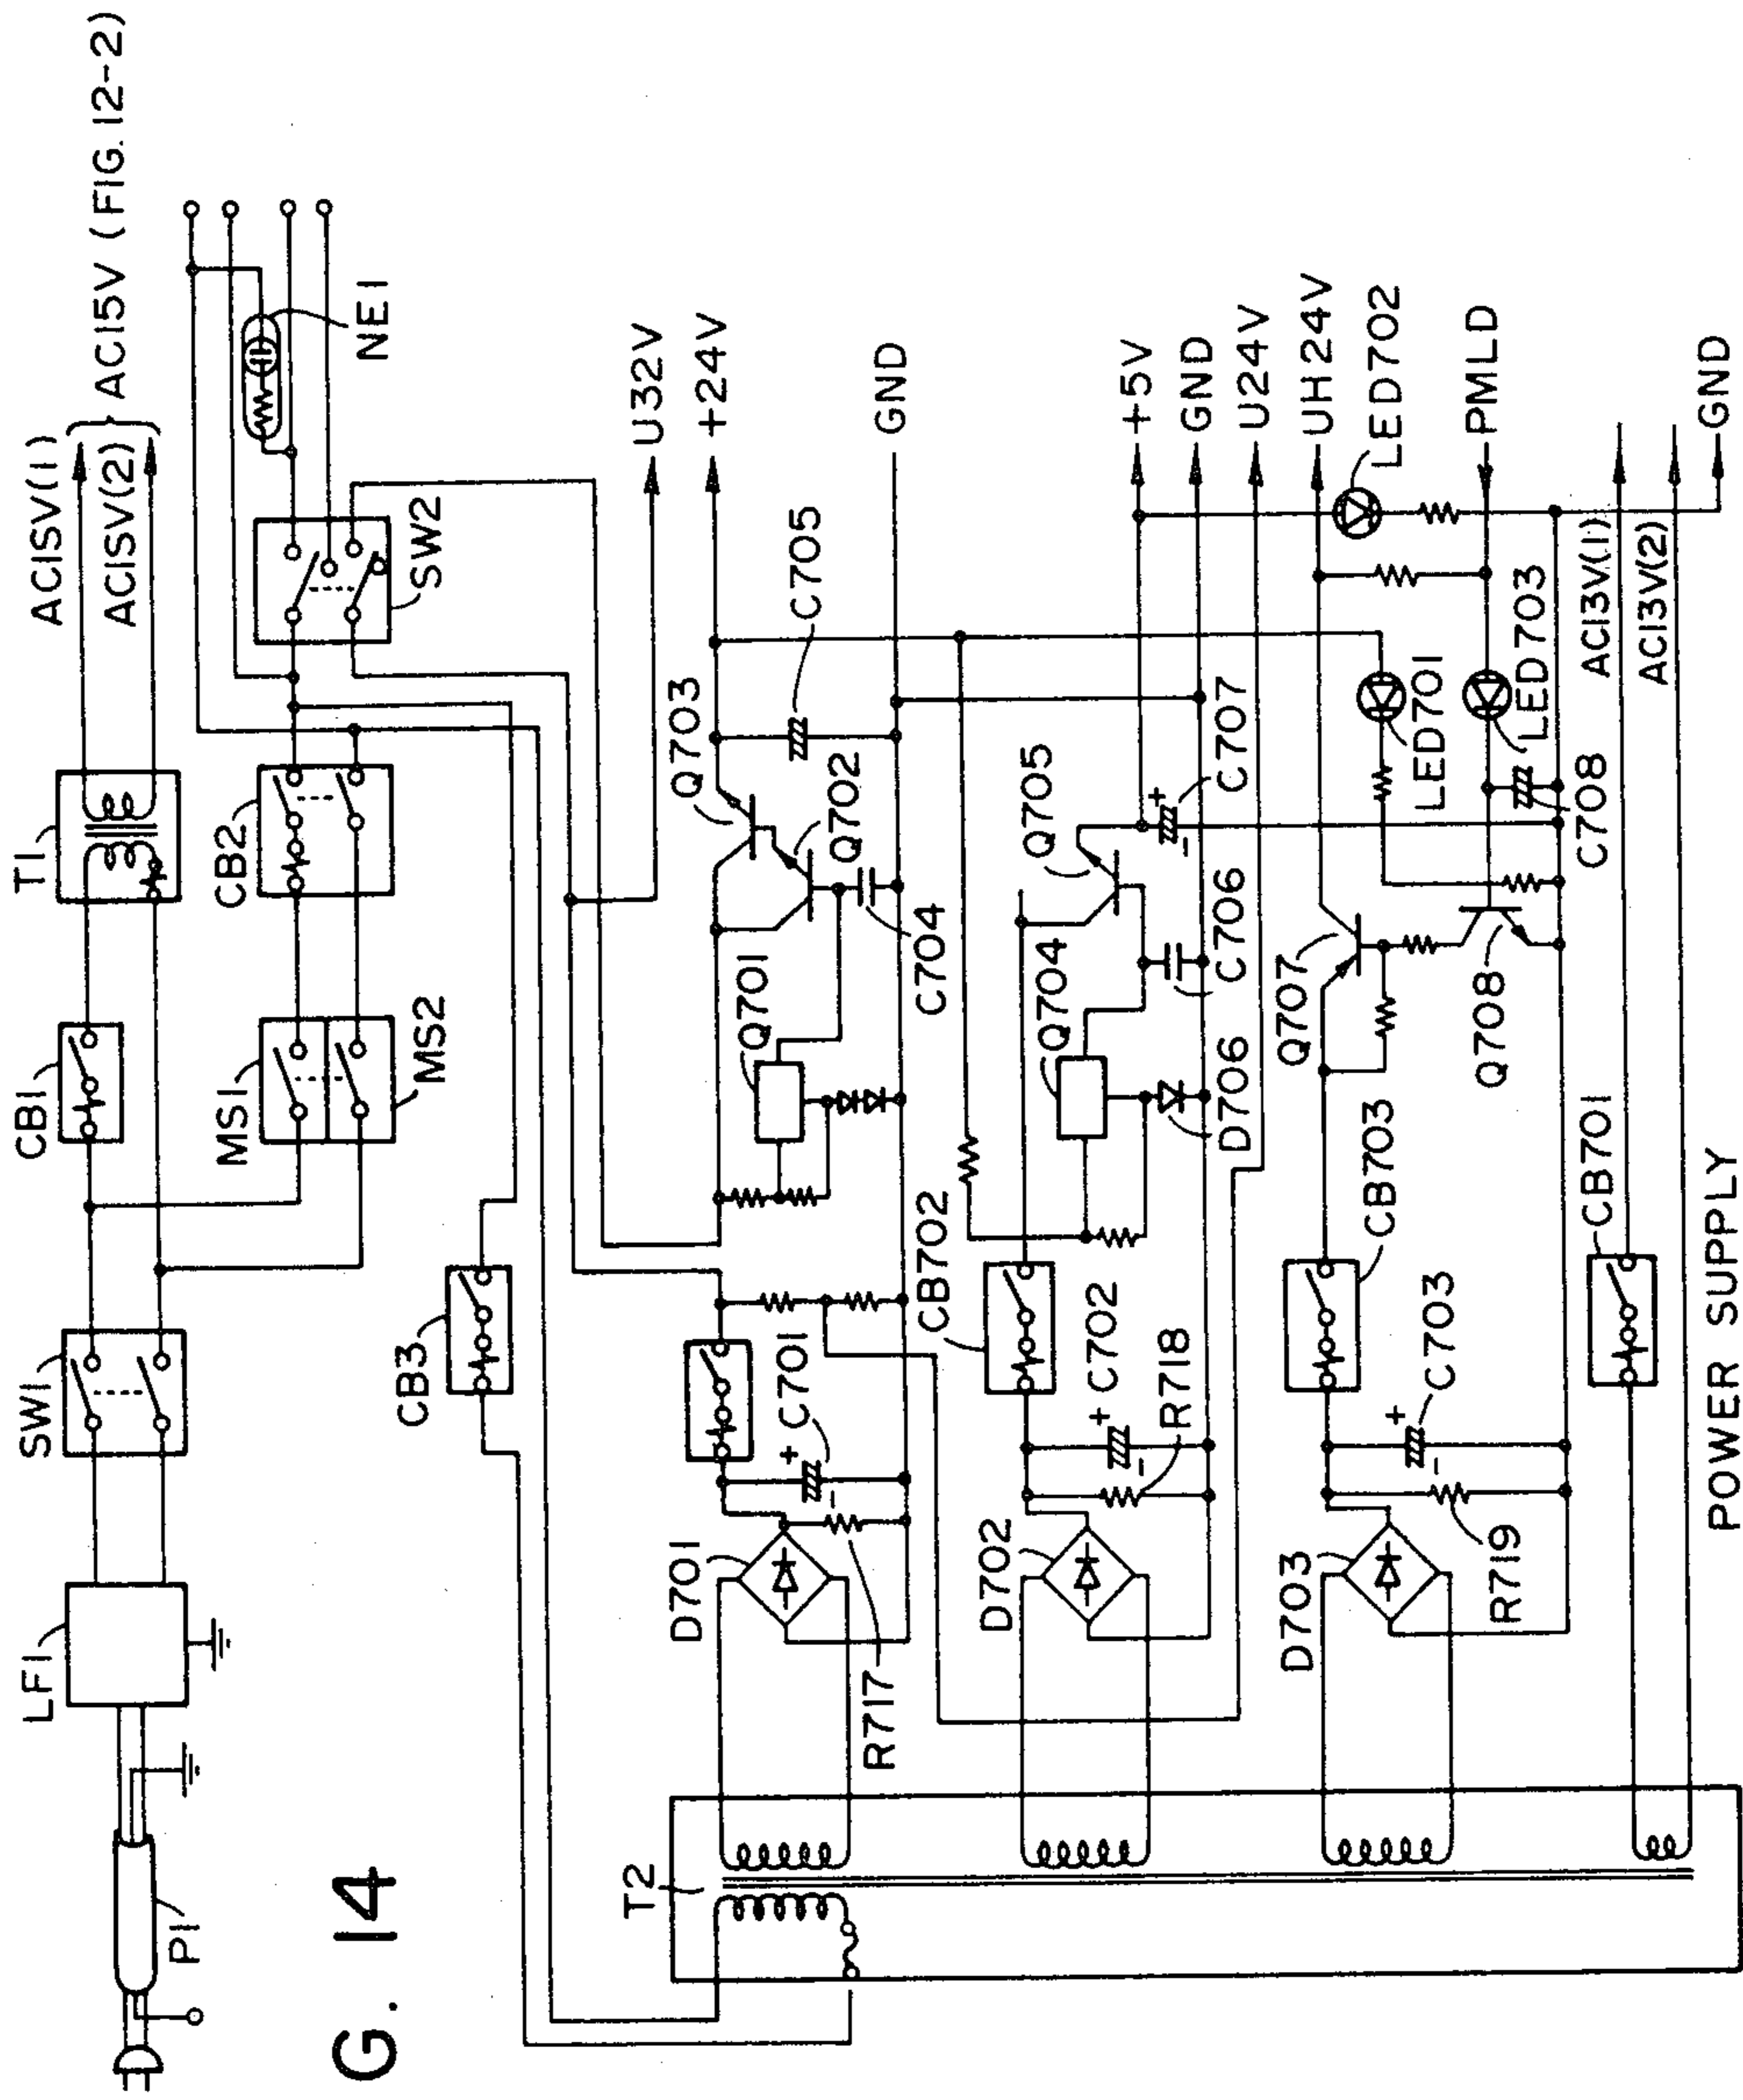 G. 14
P1
LF1
SW1
CB1
T1
AC15V(1)
AC15V(2)
AC15V (FIG. 12-2)
MS1
MS2
CB2
SW2
NE1
CB3
U32V
+24V
GND
T2
D701
R717
C701
Q701
C704
Q702
Q703
C705
D702
CB702
C702
R718
Q704
D706
C706
Q705
C707
+5V
GND
U24V
D703
R719
C703
CB703
Q707
Q708
C708
LED701
LED703
LED702
UH24V
PMLD
CB701
AC13V(1)
AC13V(2)
GND
POWER SUPPLY